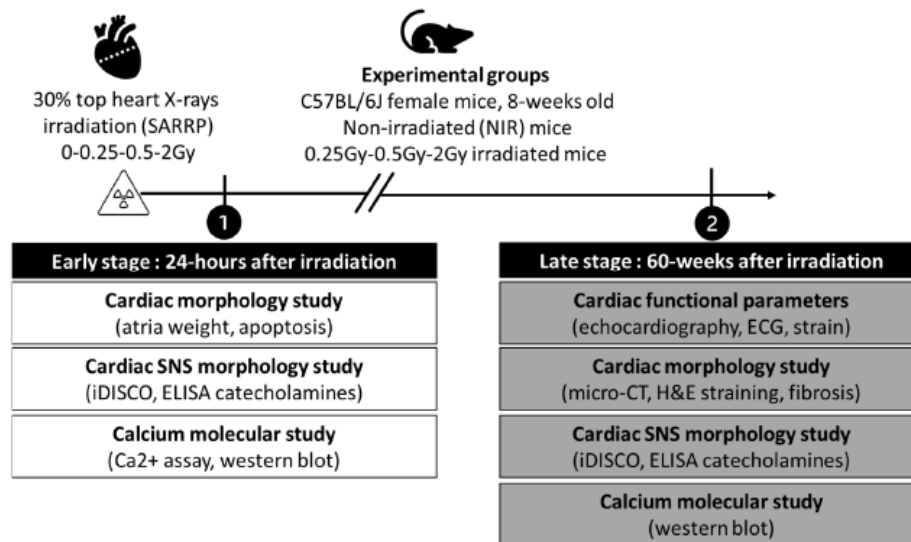 30% top heart X-rays
irradiation (SARRP)
0-0.25-0.5-2Gy
Experimental groups
C57BL/6J female mice, 8-weeks old
Non-irradiated (NIR) mice
0.25Gy-0.5Gy-2Gy irradiated mice
1
2
Early stage : 24-hours after irradiation
Cardiac morphology study
(atria weight, apoptosis)
Cardiac SNS morphology study
(iDISCO, ELISA catecholamines)
Calcium molecular study
(Ca2+ assay, western blot)
Late stage : 60-weeks after irradiation
Cardiac functional parameters
(echocardiography, ECG, strain)
Cardiac morphology study
(micro-CT, H&E straining, fibrosis)
Cardiac SNS morphology study
(iDISCO, ELISA catecholamines)
Calcium molecular study
(western blot)